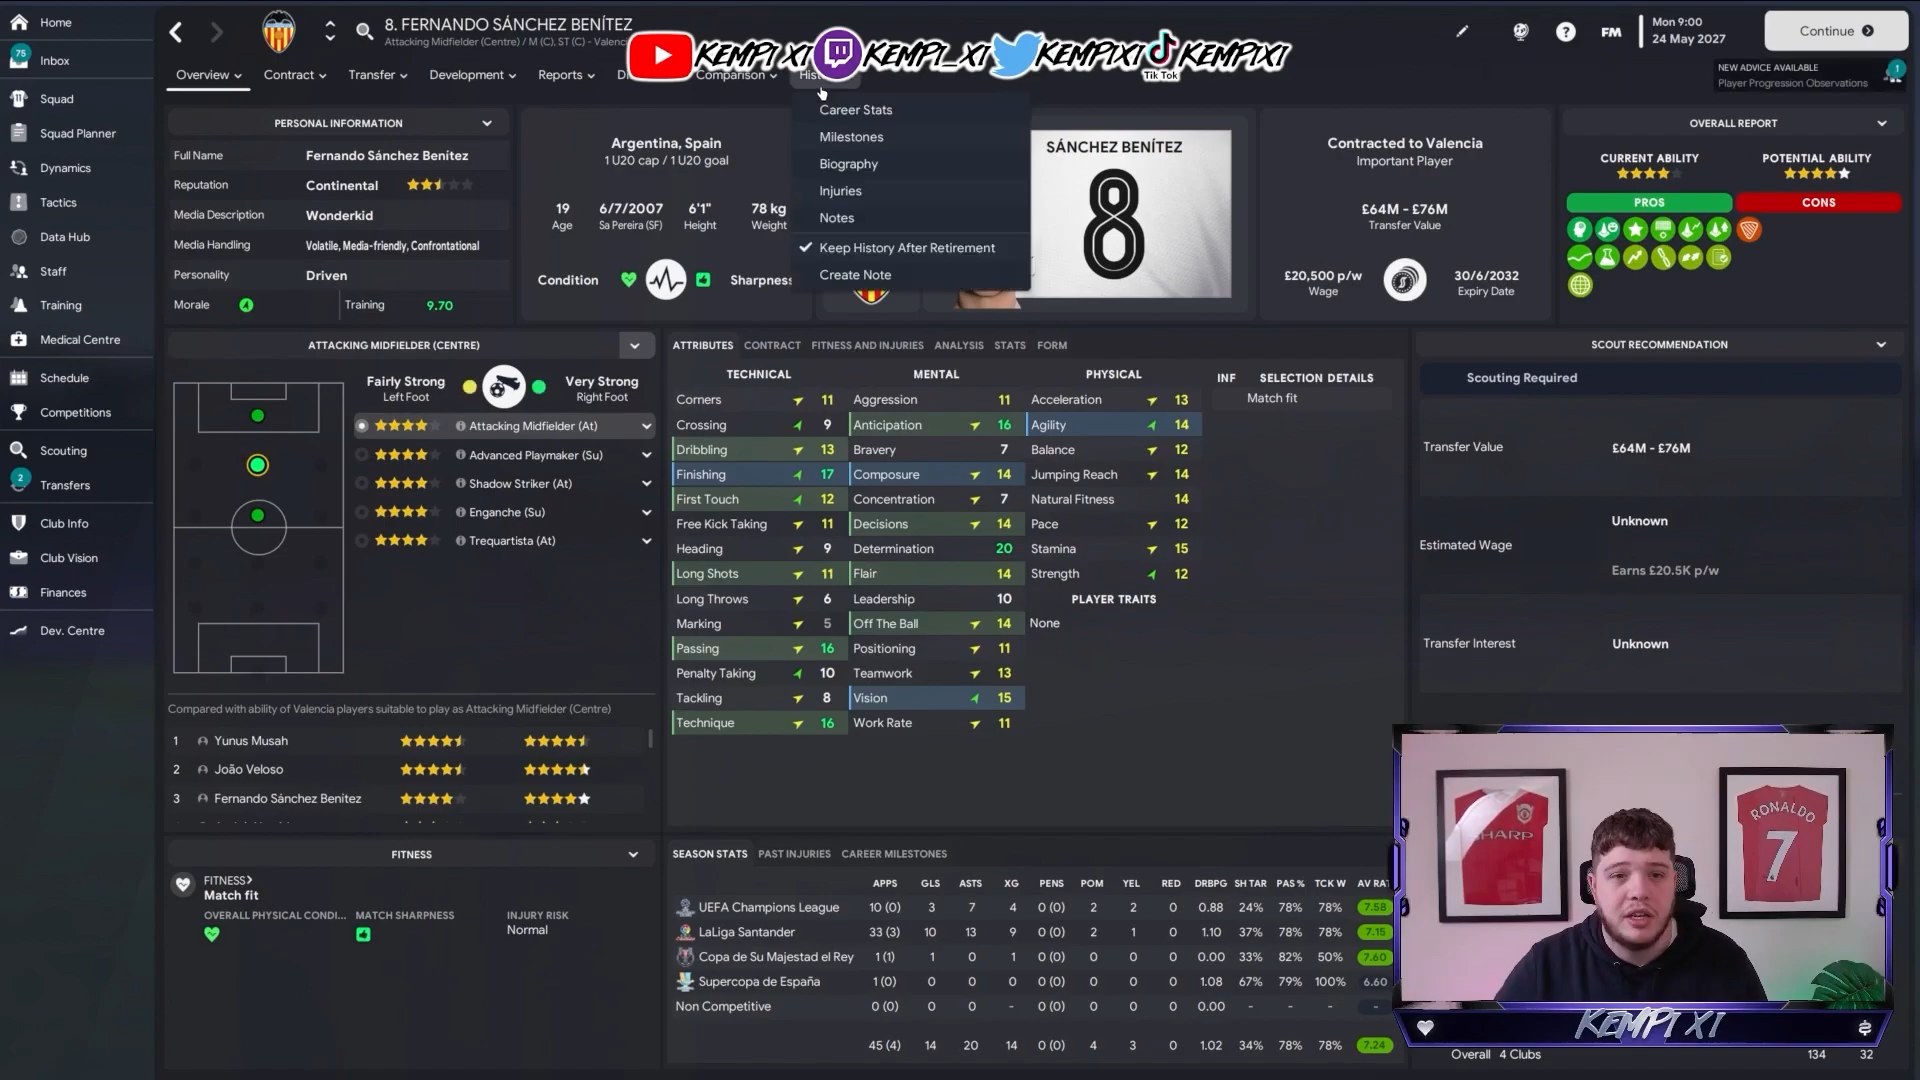 Home
75
Inbox
Squad
Squad Planner
Dynamics
Tactics
Data Hub
Staff
Training
Medical Centre
Schedule
Competitions
Scouting
2
Transfers
Club Info
Club Vision
Finances
Dev. Centre
8. FERNANDO SÁNCHEZ BENÍTEZ
Attacking Midfielder (Centre) / M (C), ST (C) - Valenci
KEMPI XI KEMPI_XI KEMPIXI KEMPIXI
Tik Tok
FM
Mon 9:00
24 May 2027
Continue
NEW ADVICE AVAILABLE
Player Progression Observations
1
Overview Contract Transfer Development Reports Comparison
Career Stats
Milestones
Biography
Injuries
Notes
Keep History After Retirement
Create Note
PERSONAL INFORMATION
Full Name Fernando Sánchez Benítez
Reputation Continental
Media Description Wonderkid
Media Handling Volatile, Media-friendly, Confrontational
Personality Driven
Morale Training 9.70
Argentina, Spain
1 U20 cap / 1 U20 goal
19 6/7/2007 6'1" 78 kg
Age Sa Pereira (SF) Height Weight
Condition Sharpness
SÁNCHEZ BENÍTEZ
8
Contracted to Valencia
Important Player
£64M - £76M
Transfer Value
£20,500 p/w 30/6/2032
Wage Expiry Date
OVERALL REPORT
CURRENT ABILITY POTENTIAL ABILITY
PROS CONS
ATTACKING MIDFIELDER (CENTRE)
Fairly Strong Very Strong
Left Foot Right Foot
Attacking Midfielder (At)
Advanced Playmaker (Su)
Shadow Striker (At)
Enganche (Su)
Trequartista (At)
Compared with ability of Valencia players suitable to play as Attacking Midfielder (Centre)
1 Yunus Musah
2 João Veloso
3 Fernando Sánchez Benítez
ATTRIBUTES CONTRACT FITNESS AND INJURIES ANALYSIS STATS FORM
TECHNICAL MENTAL PHYSICAL INF SELECTION DETAILS
Match fit
Corners 11 Aggression 11 Acceleration 13
Crossing 9 Anticipation 16 Agility 14
Dribbling 13 Bravery 7 Balance 12
Finishing 17 Composure 14 Jumping Reach 14
First Touch 12 Concentration 7 Natural Fitness 14
Free Kick Taking 11 Decisions 14 Pace 12
Heading 9 Determination 20 Stamina 15
Long Shots 11 Flair 14 Strength 12
Long Throws 6 Leadership 10 PLAYER TRAITS
Marking 5 Off The Ball 14 None
Passing 16 Positioning 11
Penalty Taking 10 Teamwork 13
Tackling 8 Vision 15
Technique 16 Work Rate 11
SCOUT RECOMMENDATION
Scouting Required
Transfer Value £64M - £76M
Unknown
Estimated Wage
Earns £20.5K p/w
Transfer Interest Unknown
FITNESS
FITNESS>
Match fit
OVERALL PHYSICAL CONDI... MATCH SHARPNESS INJURY RISK
Normal
SEASON STATS PAST INJURIES CAREER MILESTONES
APPS GLS ASTS XG PENS POM YEL RED DRBPG SH TAR PAS % TCK W AV RA
UEFA Champions League 10 (0) 3 7 4 0 (0) 2 2 0 0.88 24% 78% 78% 7.58
LaLiga Santander 33 (3) 10 13 9 0 (0) 2 1 0 1.10 37% 78% 78% 7.15
Copa de Su Majestad el Rey 1 (1) 1 0 1 0 (0) 0 0 0 0.00 33% 82% 50% 7.60
Supercopa de España 1 (0) 0 0 0 0 (0) 0 0 0 1.08 67% 79% 100% 6.60
Non Competitive 0 (0) 0 0 - 0 (0) 0 0 0 0.00 - - - -
45 (4) 14 20 14 0 (0) 4 3 0 1.02 34% 78% 78% 7.24
SHARP
RONALDO
7
KEMPI XI
Overall 4 Clubs 134 32